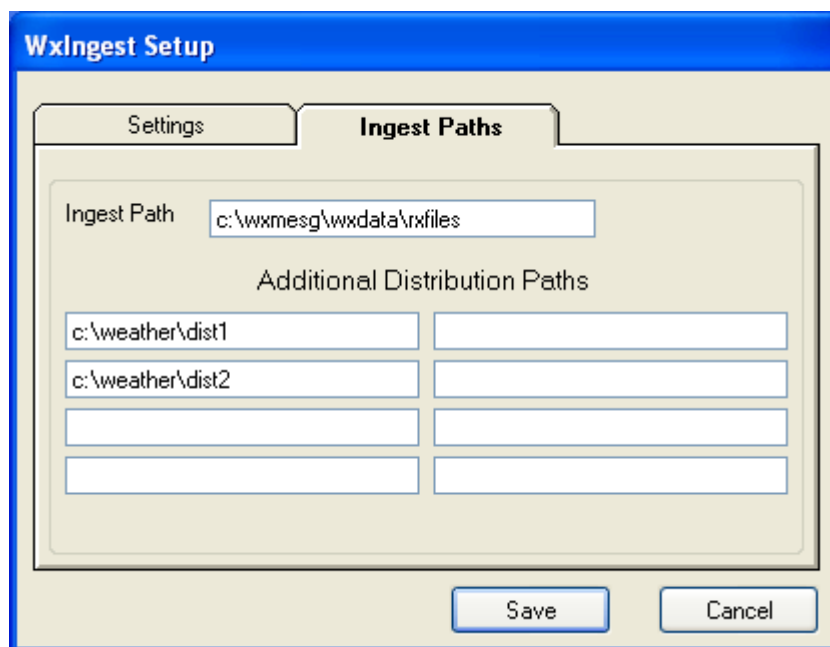 WxIngest Setup
Settings
Ingest Paths
Ingest Path
c:\wxmesg\wxdata\rxfiles
Additional Distribution Paths
c:\weather\dist1
c:\weather\dist2
Save
Cancel